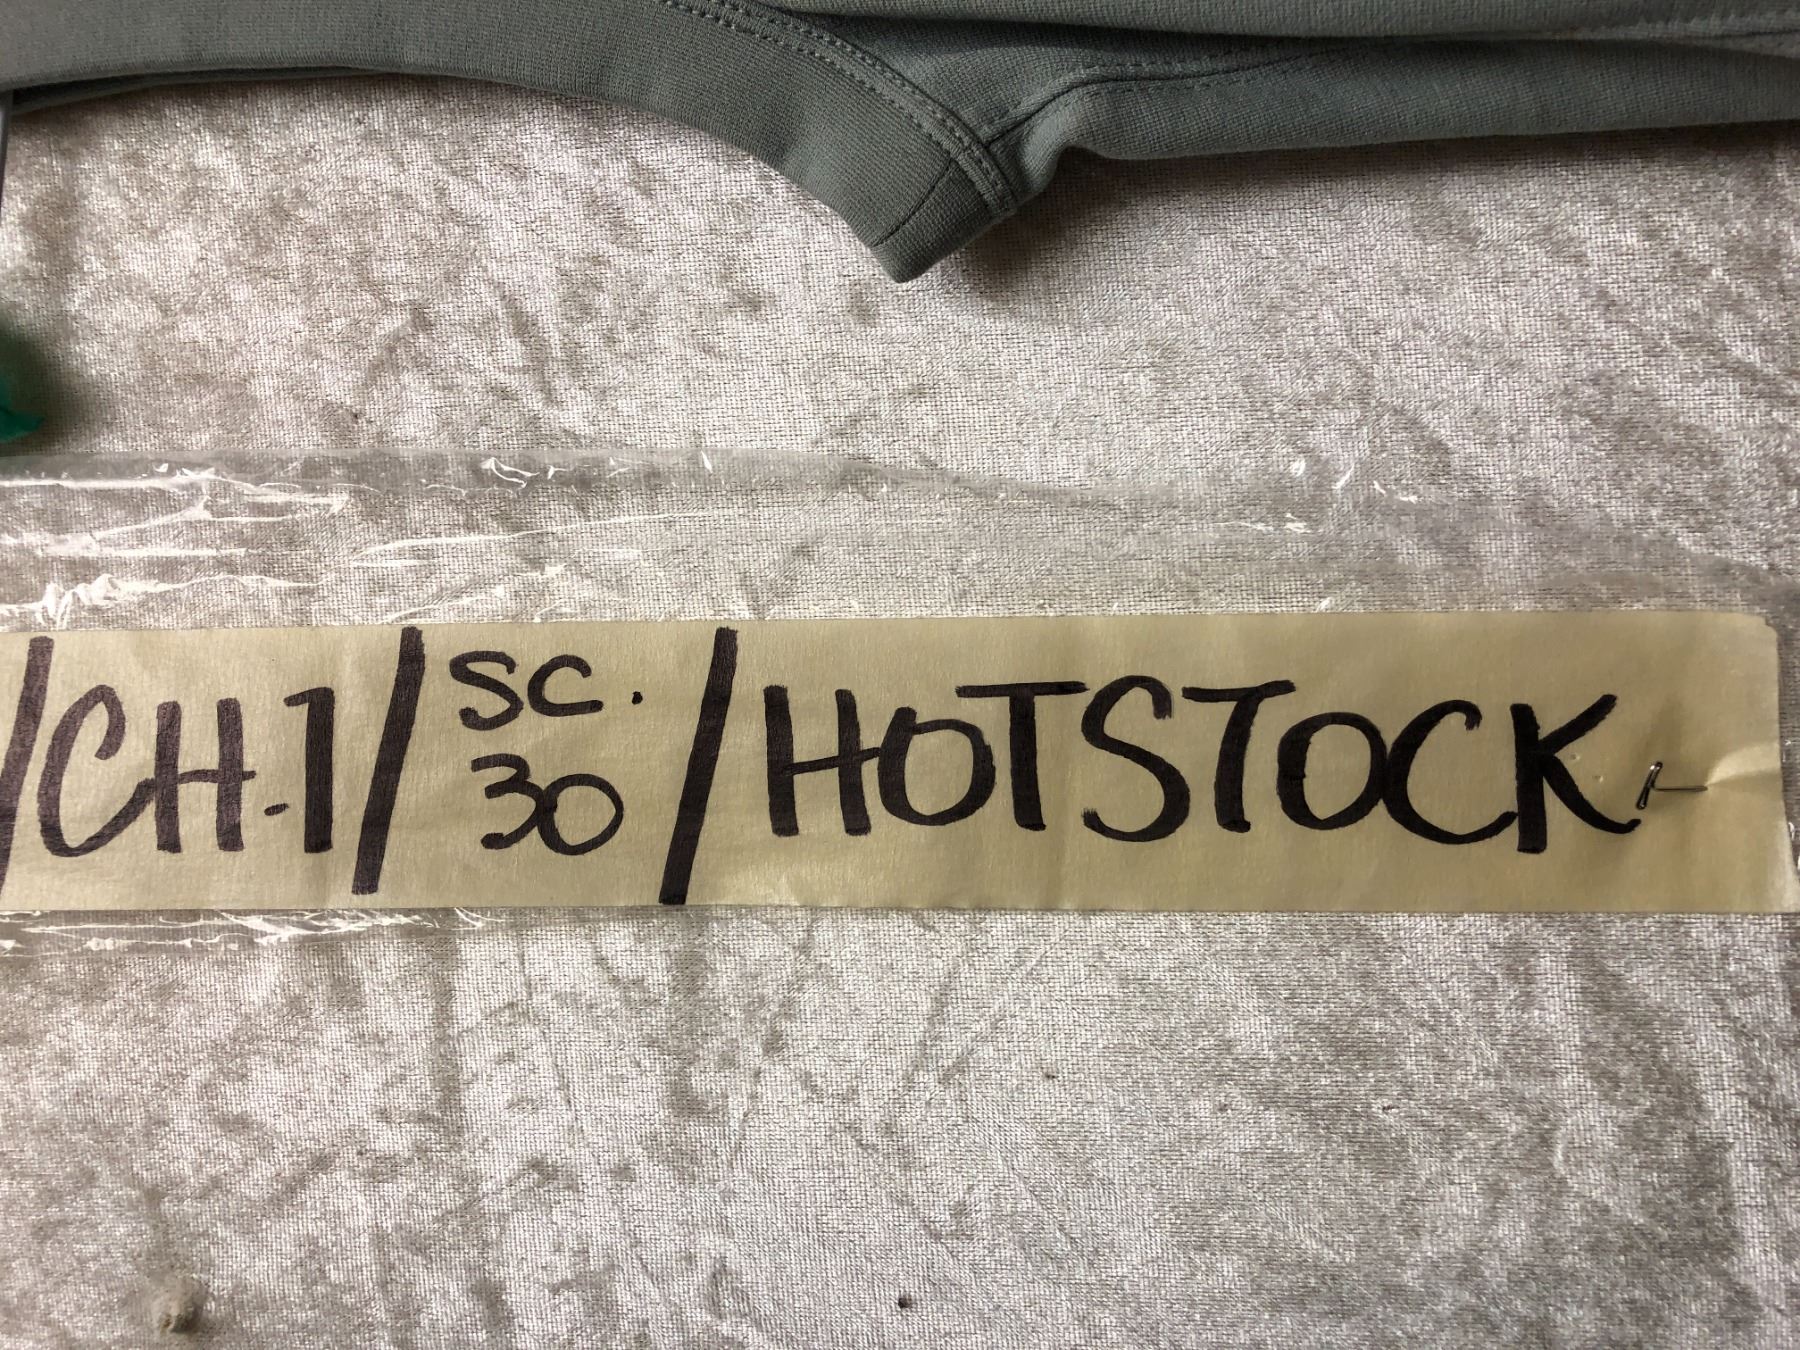 /CH.1/ SC. 30 /HOTSTOCK